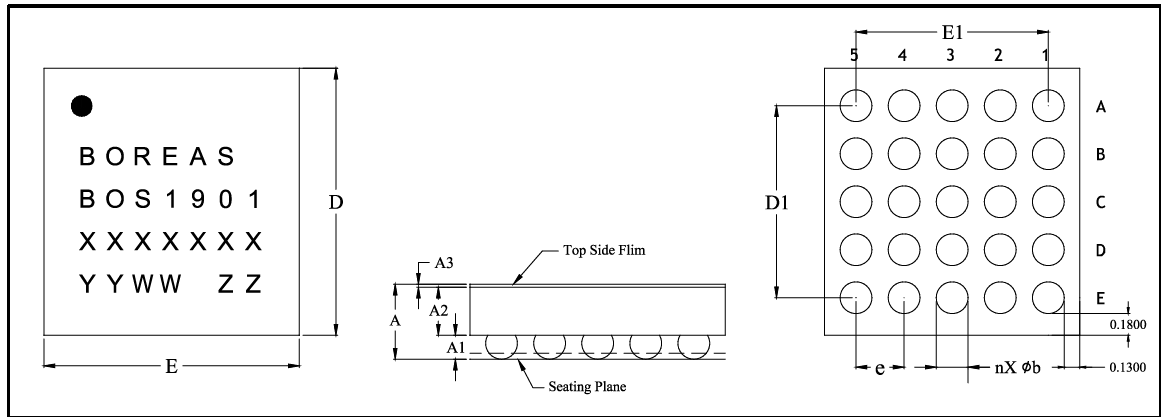 BOREAS
BOS1901
XXXXXXX
YYWW ZZ
D
E
A3
Top Side Flim
A
A2
A1
Seating Plane
E1
5 4 3 2 1
A
B
C
D
E
D1
0.1800
e
nX ϕb
0.1300